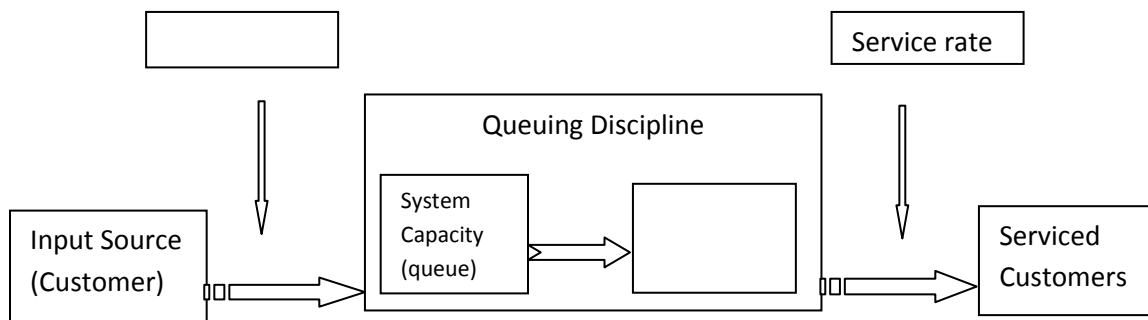 Service rate
Queuing Discipline
System
Capacity
(queue)
Input Source
(Customer)
Serviced
Customers